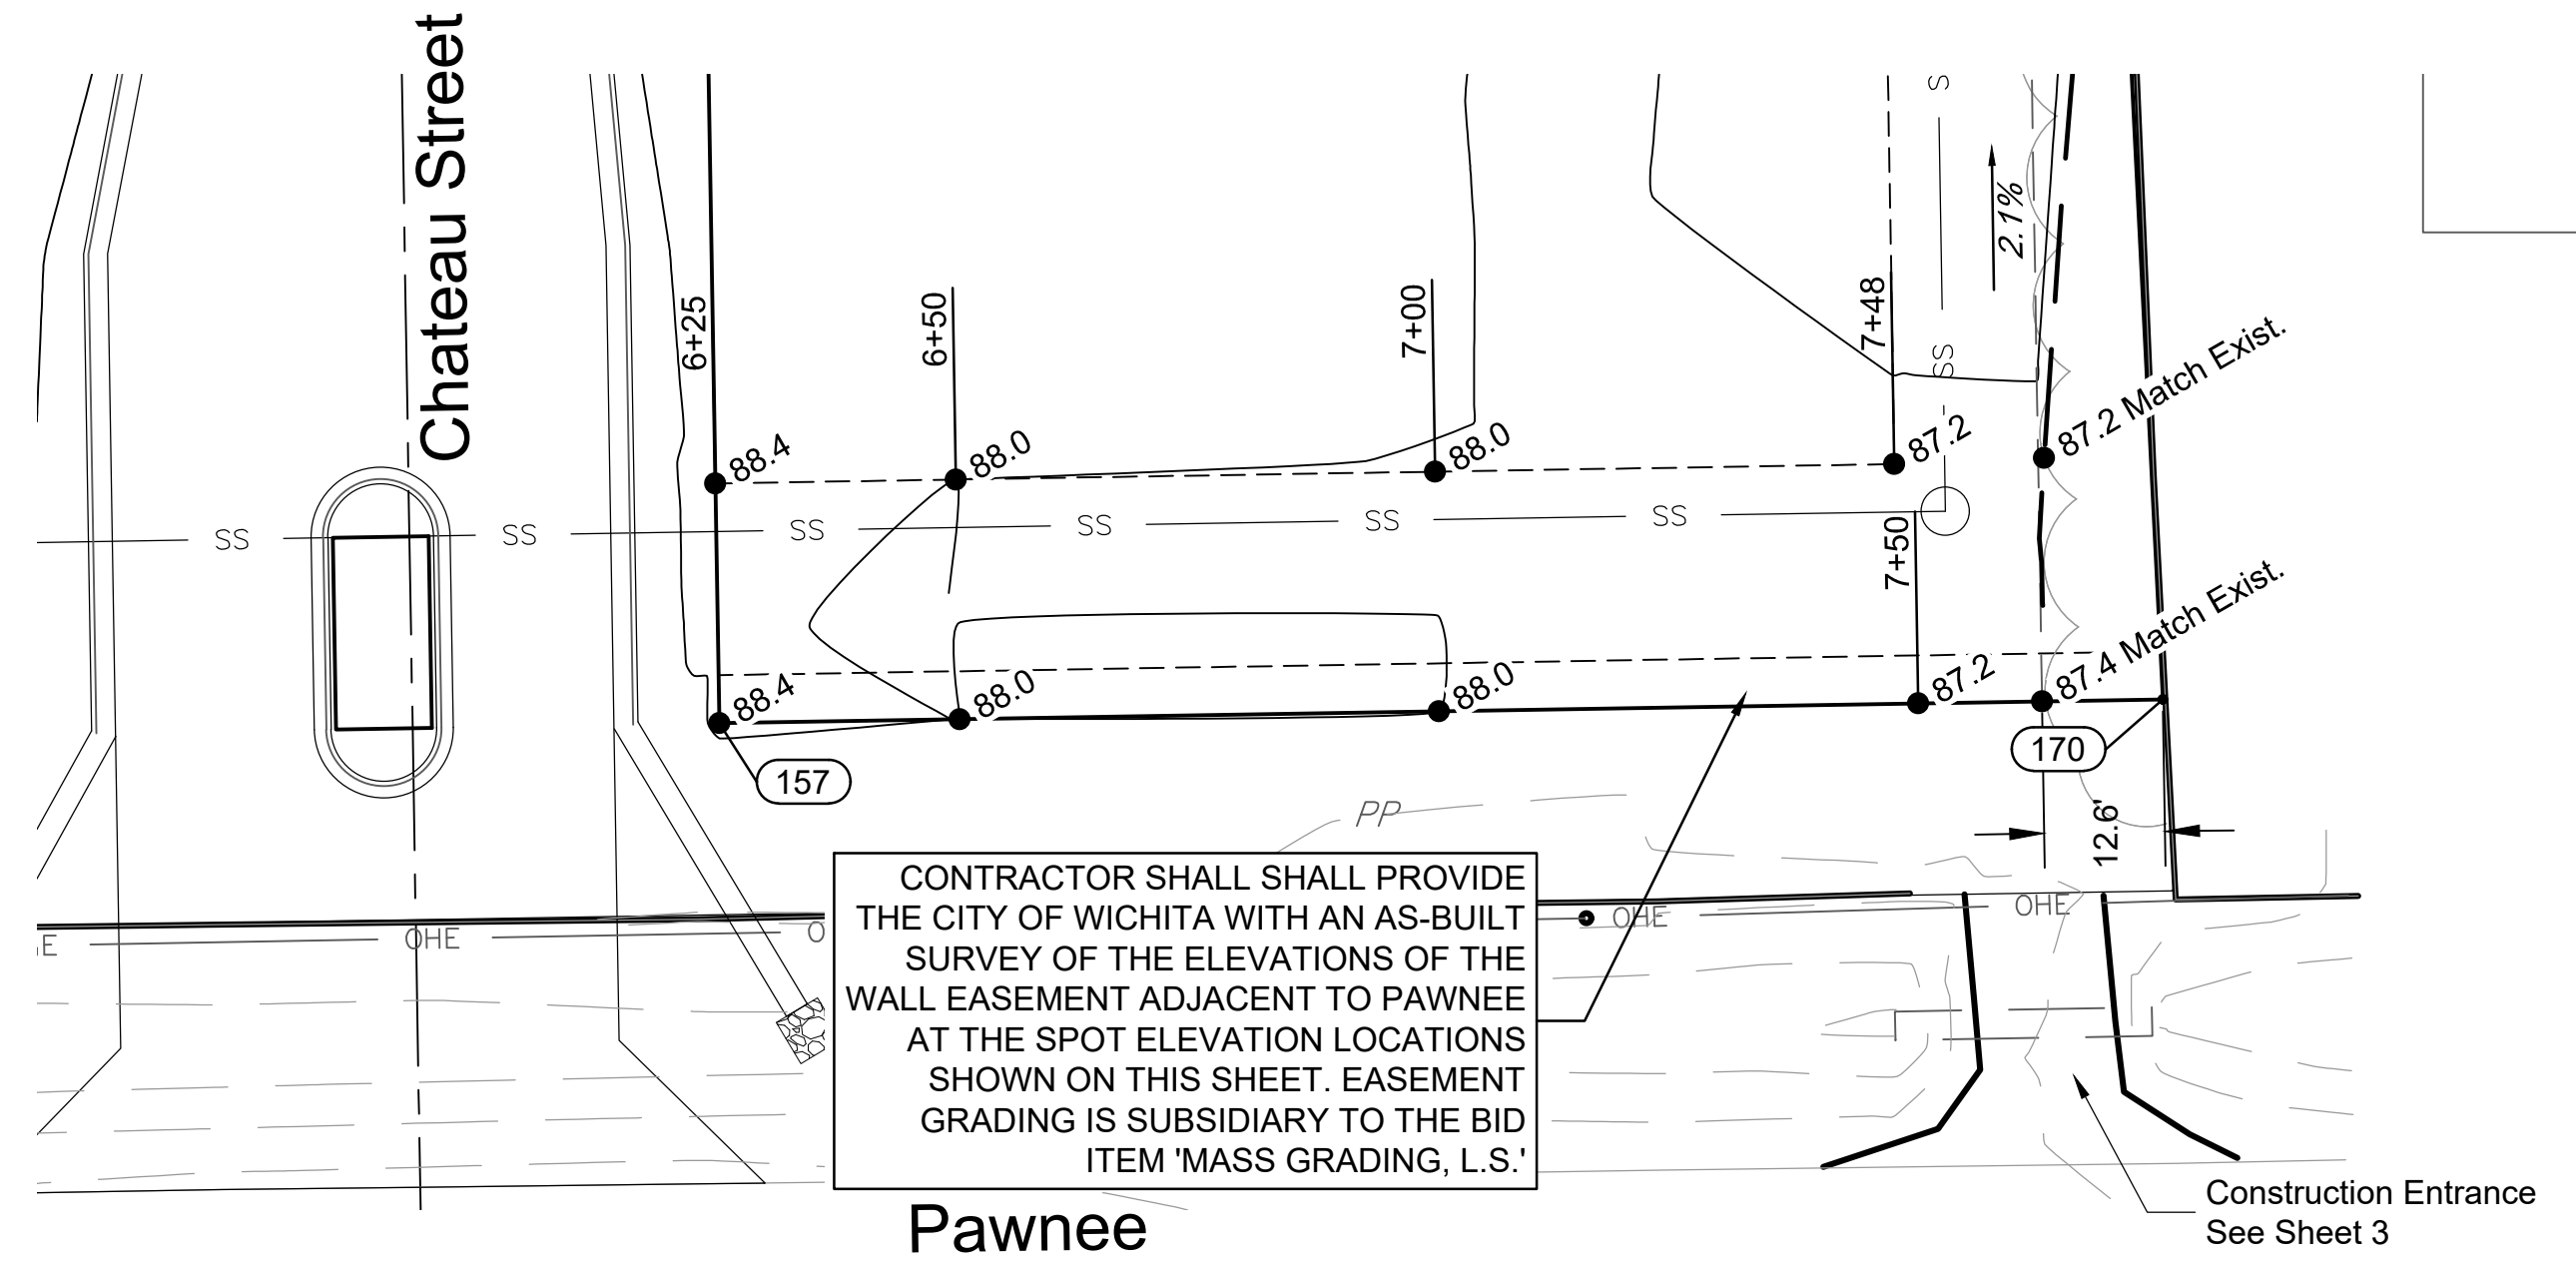 Chateau Street
6+25
6+50
7+00
7+48
S
2.1%
SS
88.4
88.0
88.0
87.2
87.2 Match Exist.
SS
SS
SS
SS
SS
SS
7+50
88.4
88.0
88.0
87.2
87.4 Match Exist.
157
170
12.6'
PP
CONTRACTOR SHALL SHALL PROVIDE
THE CITY OF WICHITA WITH AN AS-BUILT
SURVEY OF THE ELEVATIONS OF THE
WALL EASEMENT ADJACENT TO PAWNEE
AT THE SPOT ELEVATION LOCATIONS
SHOWN ON THIS SHEET. EASEMENT
GRADING IS SUBSIDIARY TO THE BID
ITEM 'MASS GRADING, L.S.'
E
OHE
O
OHE
OHE
Pawnee
Construction Entrance
See Sheet 3